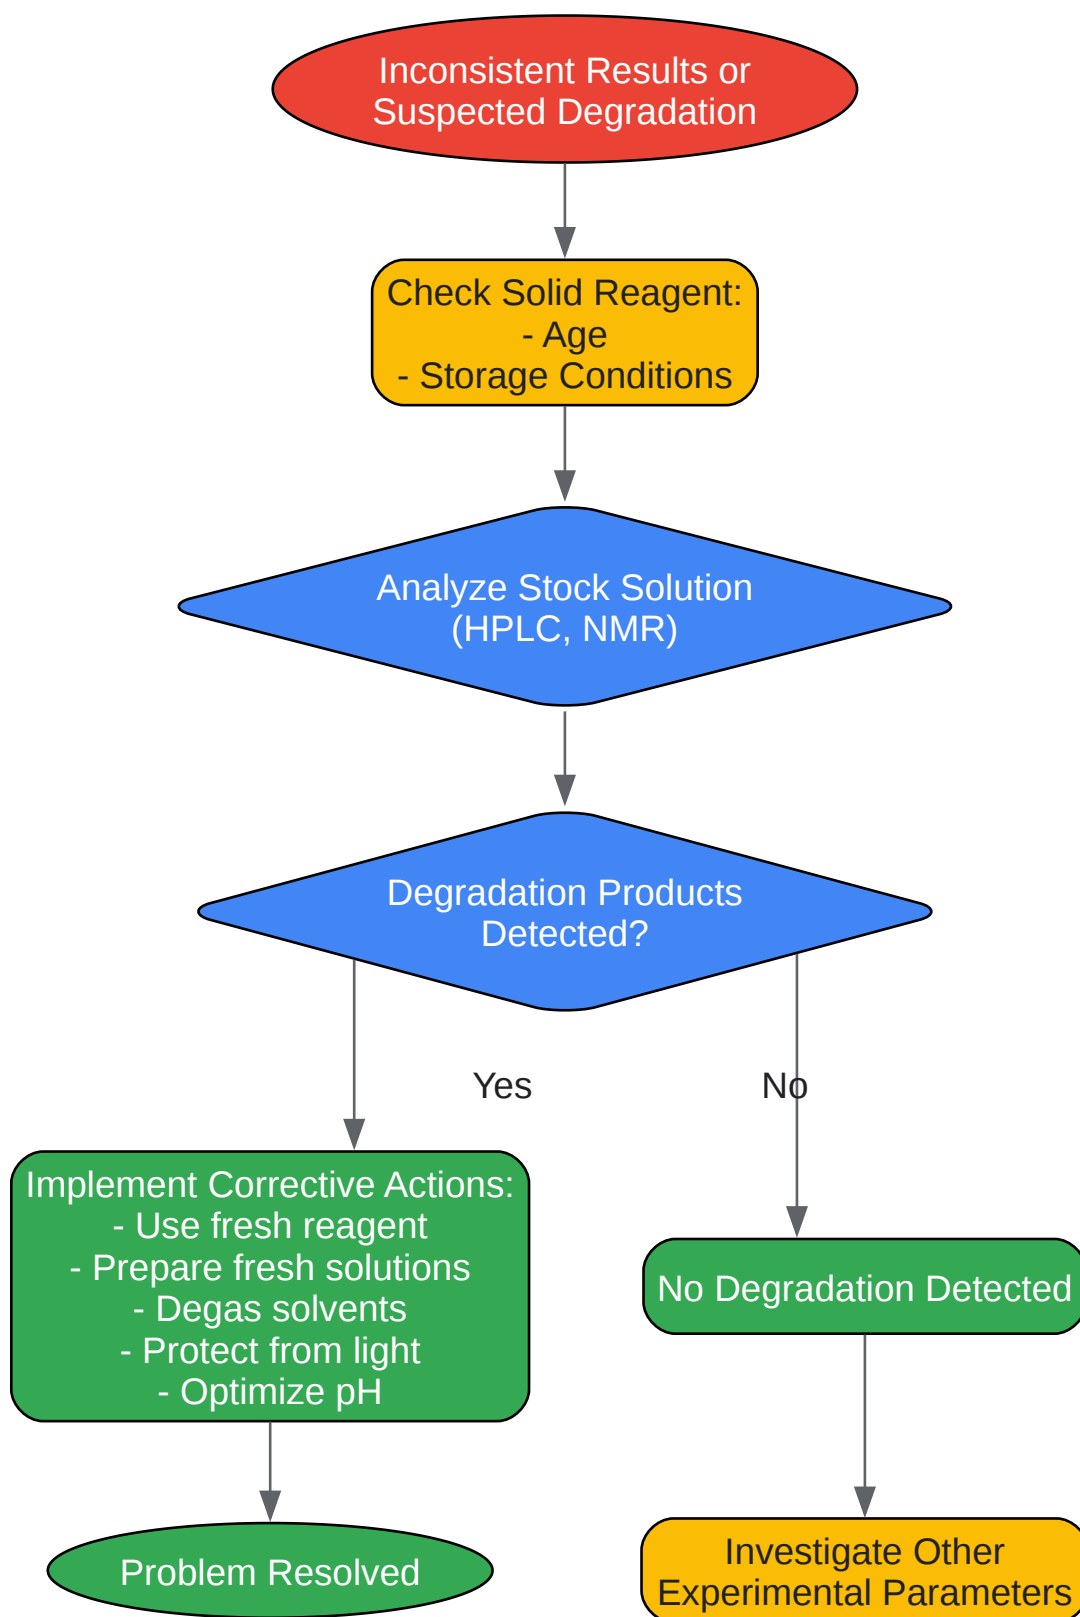 Inconsistent Results or
Suspected Degradation
Check Solid Reagent:
- Age
- Storage Conditions
Analyze Stock Solution
(HPLC, NMR)
Degradation Products
Detected?
Yes
No
Implement Corrective Actions:
- Use fresh reagent
- Prepare fresh solutions
- Degas solvents
- Protect from light
- Optimize pH
No Degradation Detected
Problem Resolved
Investigate Other
Experimental Parameters